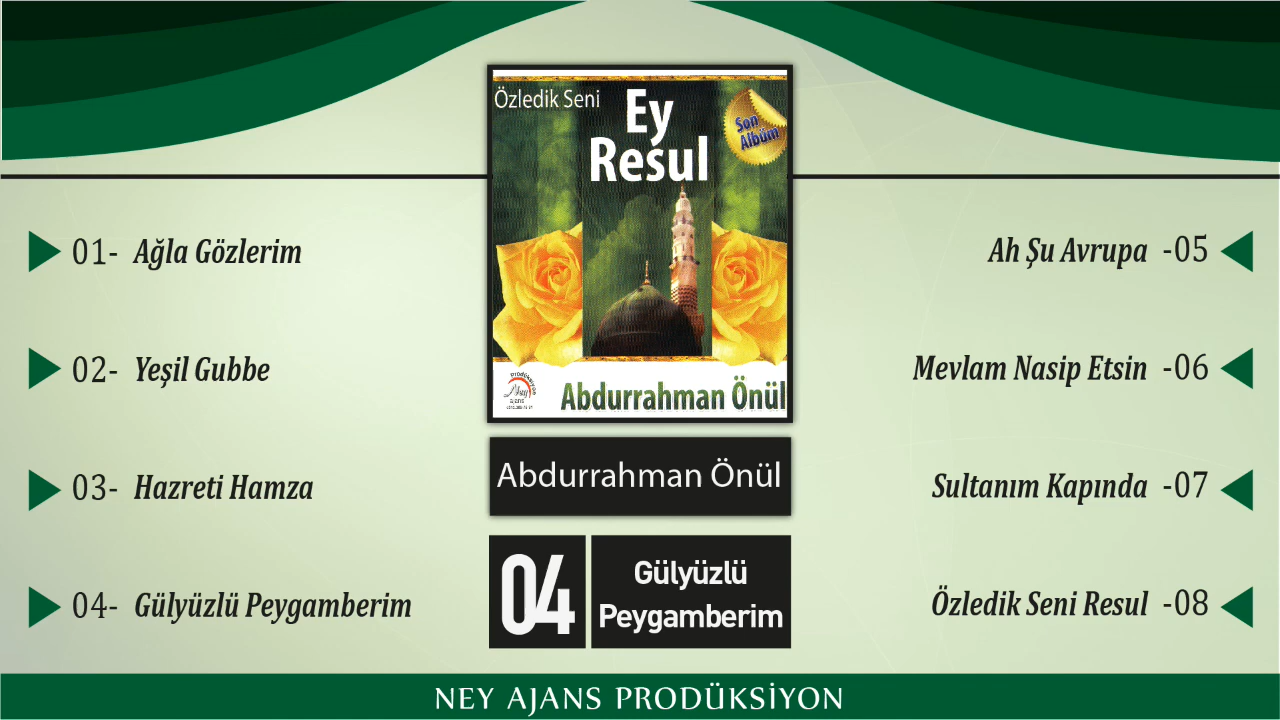 Özledik Seni
Ey
Resul
Son
Albüm
Prodüksiyon
ajans
Abdurrahman Önül
01- Ağla Gözlerim
02- Yeşil Gubbe
03- Hazreti Hamza
04- Gülyüzlü Peygamberim
Abdurrahman Önül
04
Gülyüzlü
Peygamberim
Ah Şu Avrupa -05
Mevlam Nasip Etsin -06
Sultanım Kapında -07
Özledik Seni Resul -08
NEY AJANS PRODÜKSİYON